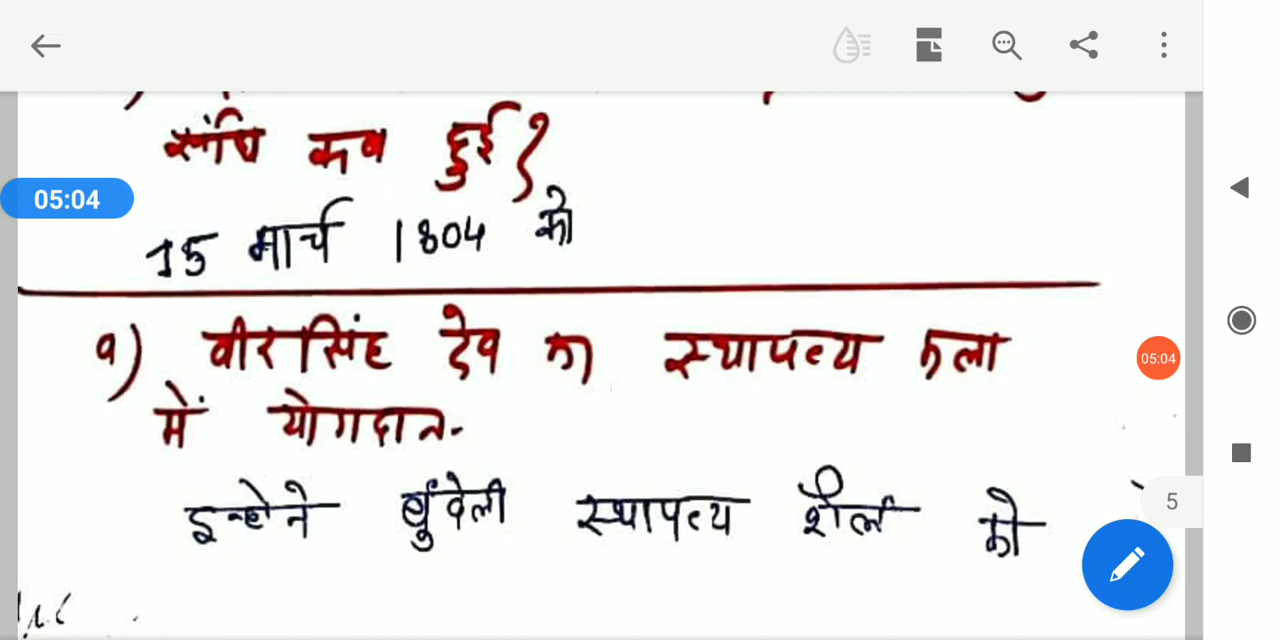 संधि कब हुई?
05:04
15 मार्च 1804 को
9) वीरसिंह देव का स्थापत्य कला
05:04
में योगदान-
इन्होने बुंदेली स्थापत्य शैली को
5